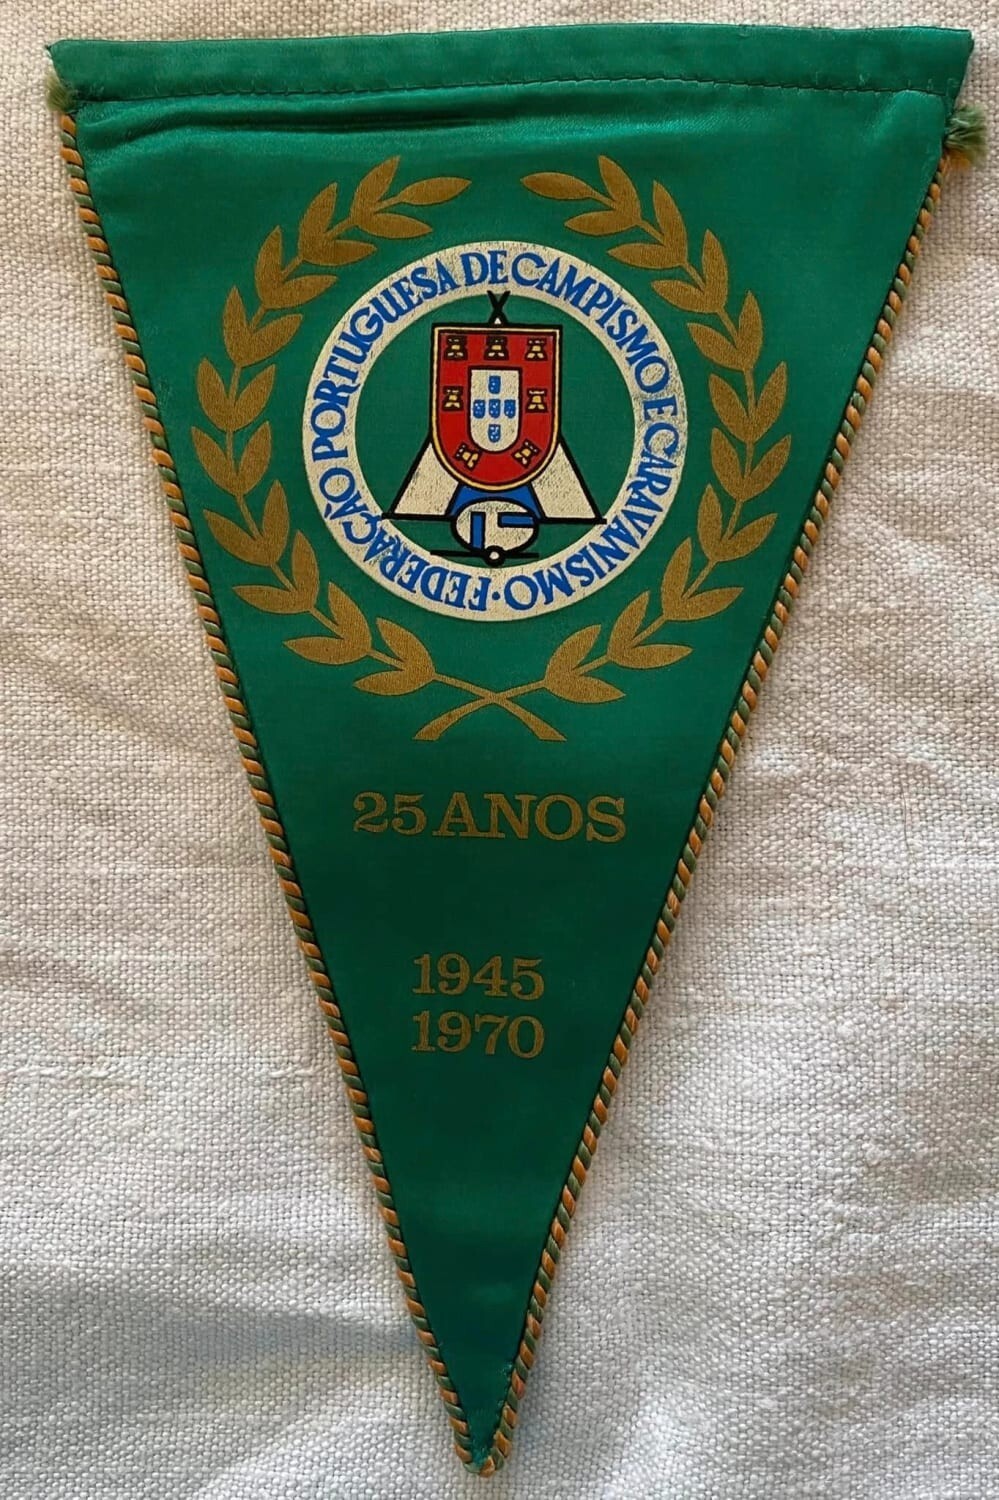 FEDERAÇÃO PORTUGUESA DE CAMPISMO E CARAVANISMO ·
25 ANOS
1945
1970